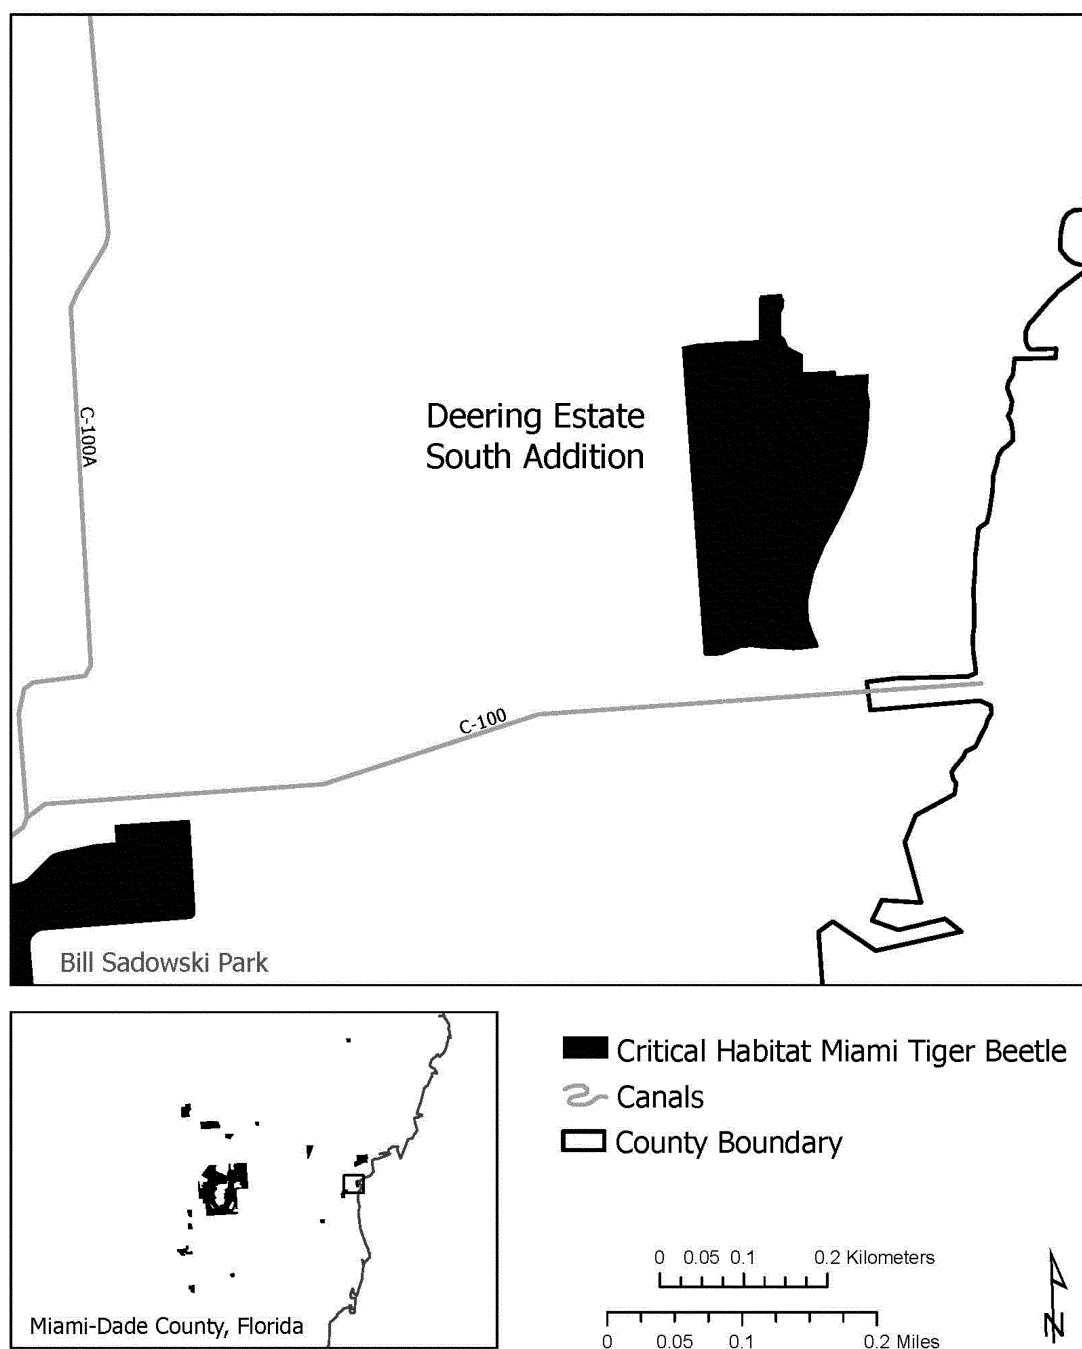 C-100A
Deering Estate
South Addition
C-100
Bill Sadowski Park
Miami-Dade County, Florida
Critical Habitat Miami Tiger Beetle
Canals
County Boundary
0 0.05 0.1 0.2 Kilometers
0 0.05 0.1 0.2 Miles
N